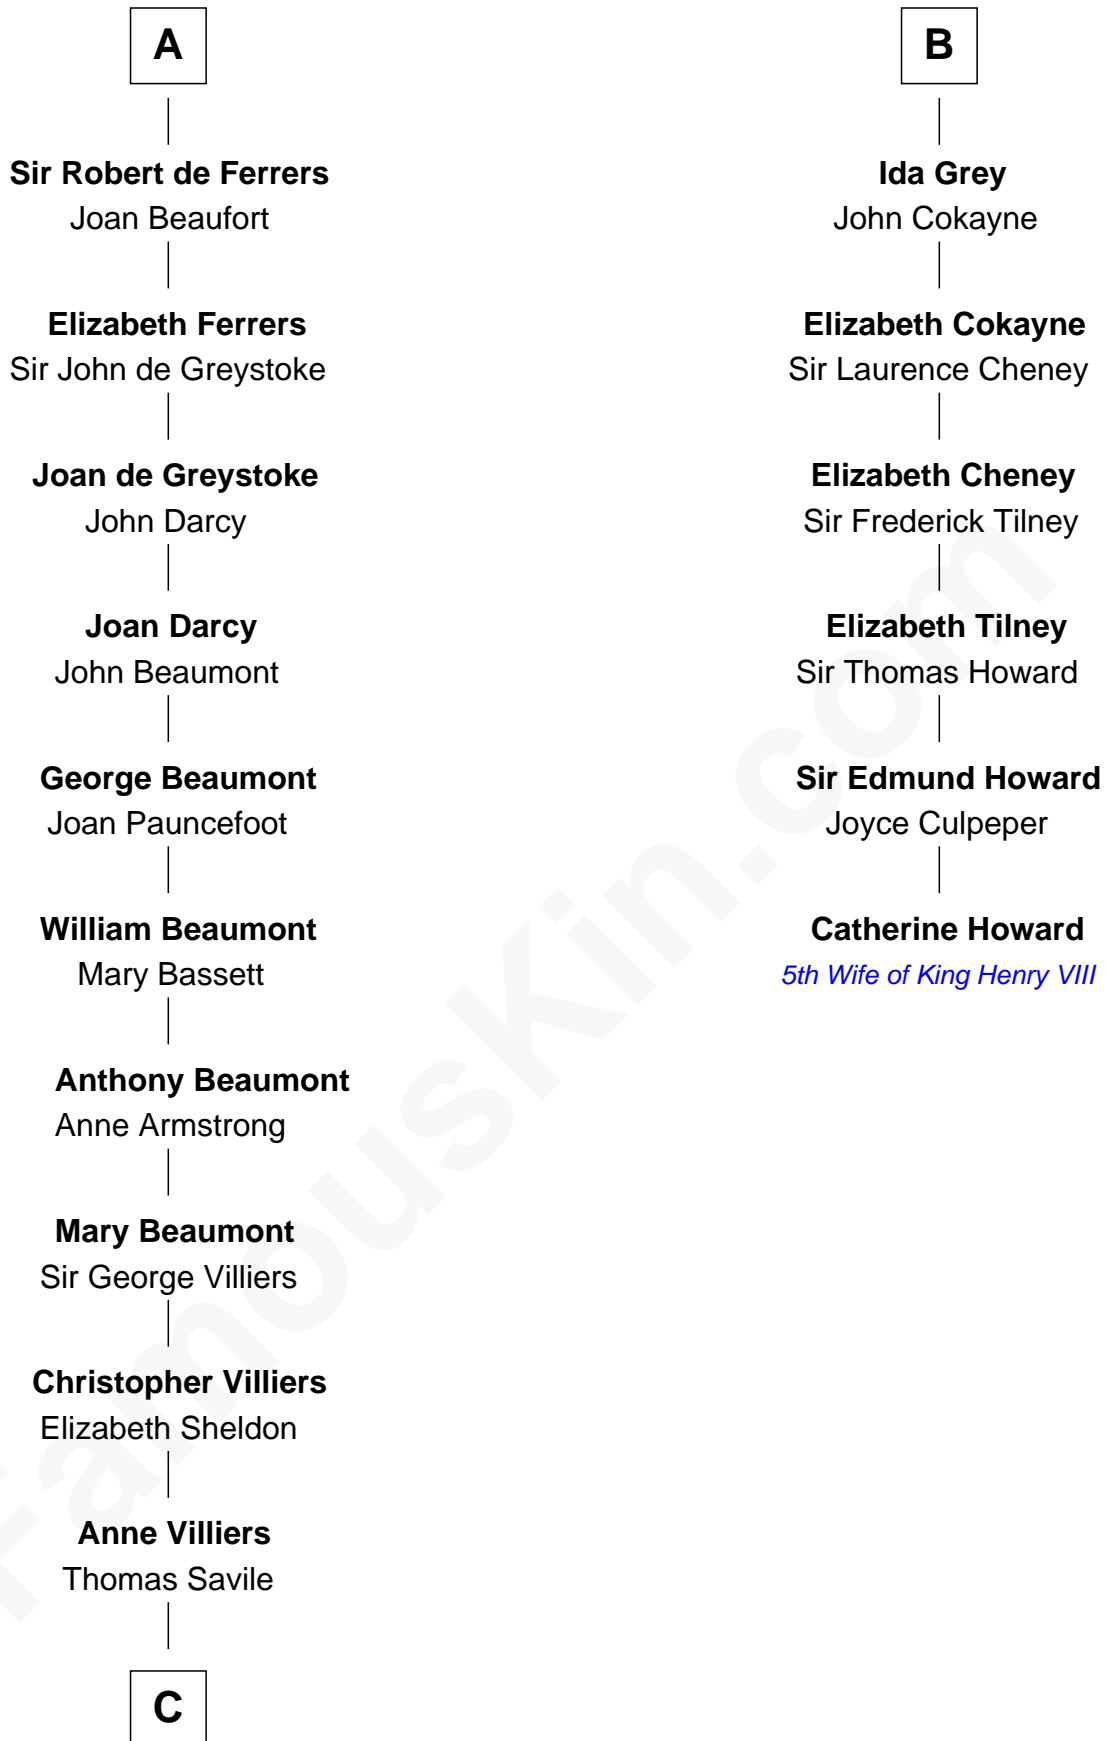 A
Sir Robert de Ferrers
Joan Beaufort
Elizabeth Ferrers
Sir John de Greystoke
Joan de Greystoke
John Darcy
Joan Darcy
John Beaumont
George Beaumont
Joan Pauncefoot
William Beaumont
Mary Bassett
Anthony Beaumont
Anne Armstrong
Mary Beaumont
Sir George Villiers
Christopher Villiers
Elizabeth Sheldon
Anne Villiers
Thomas Savile
C
B
Ida Grey
John Cokayne
Elizabeth Cokayne
Sir Laurence Cheney
Elizabeth Cheney
Sir Frederick Tilney
Elizabeth Tilney
Sir Thomas Howard
Sir Edmund Howard
Joyce Culpeper
Catherine Howard
5th Wife of King Henry VIII
FamousKin.com